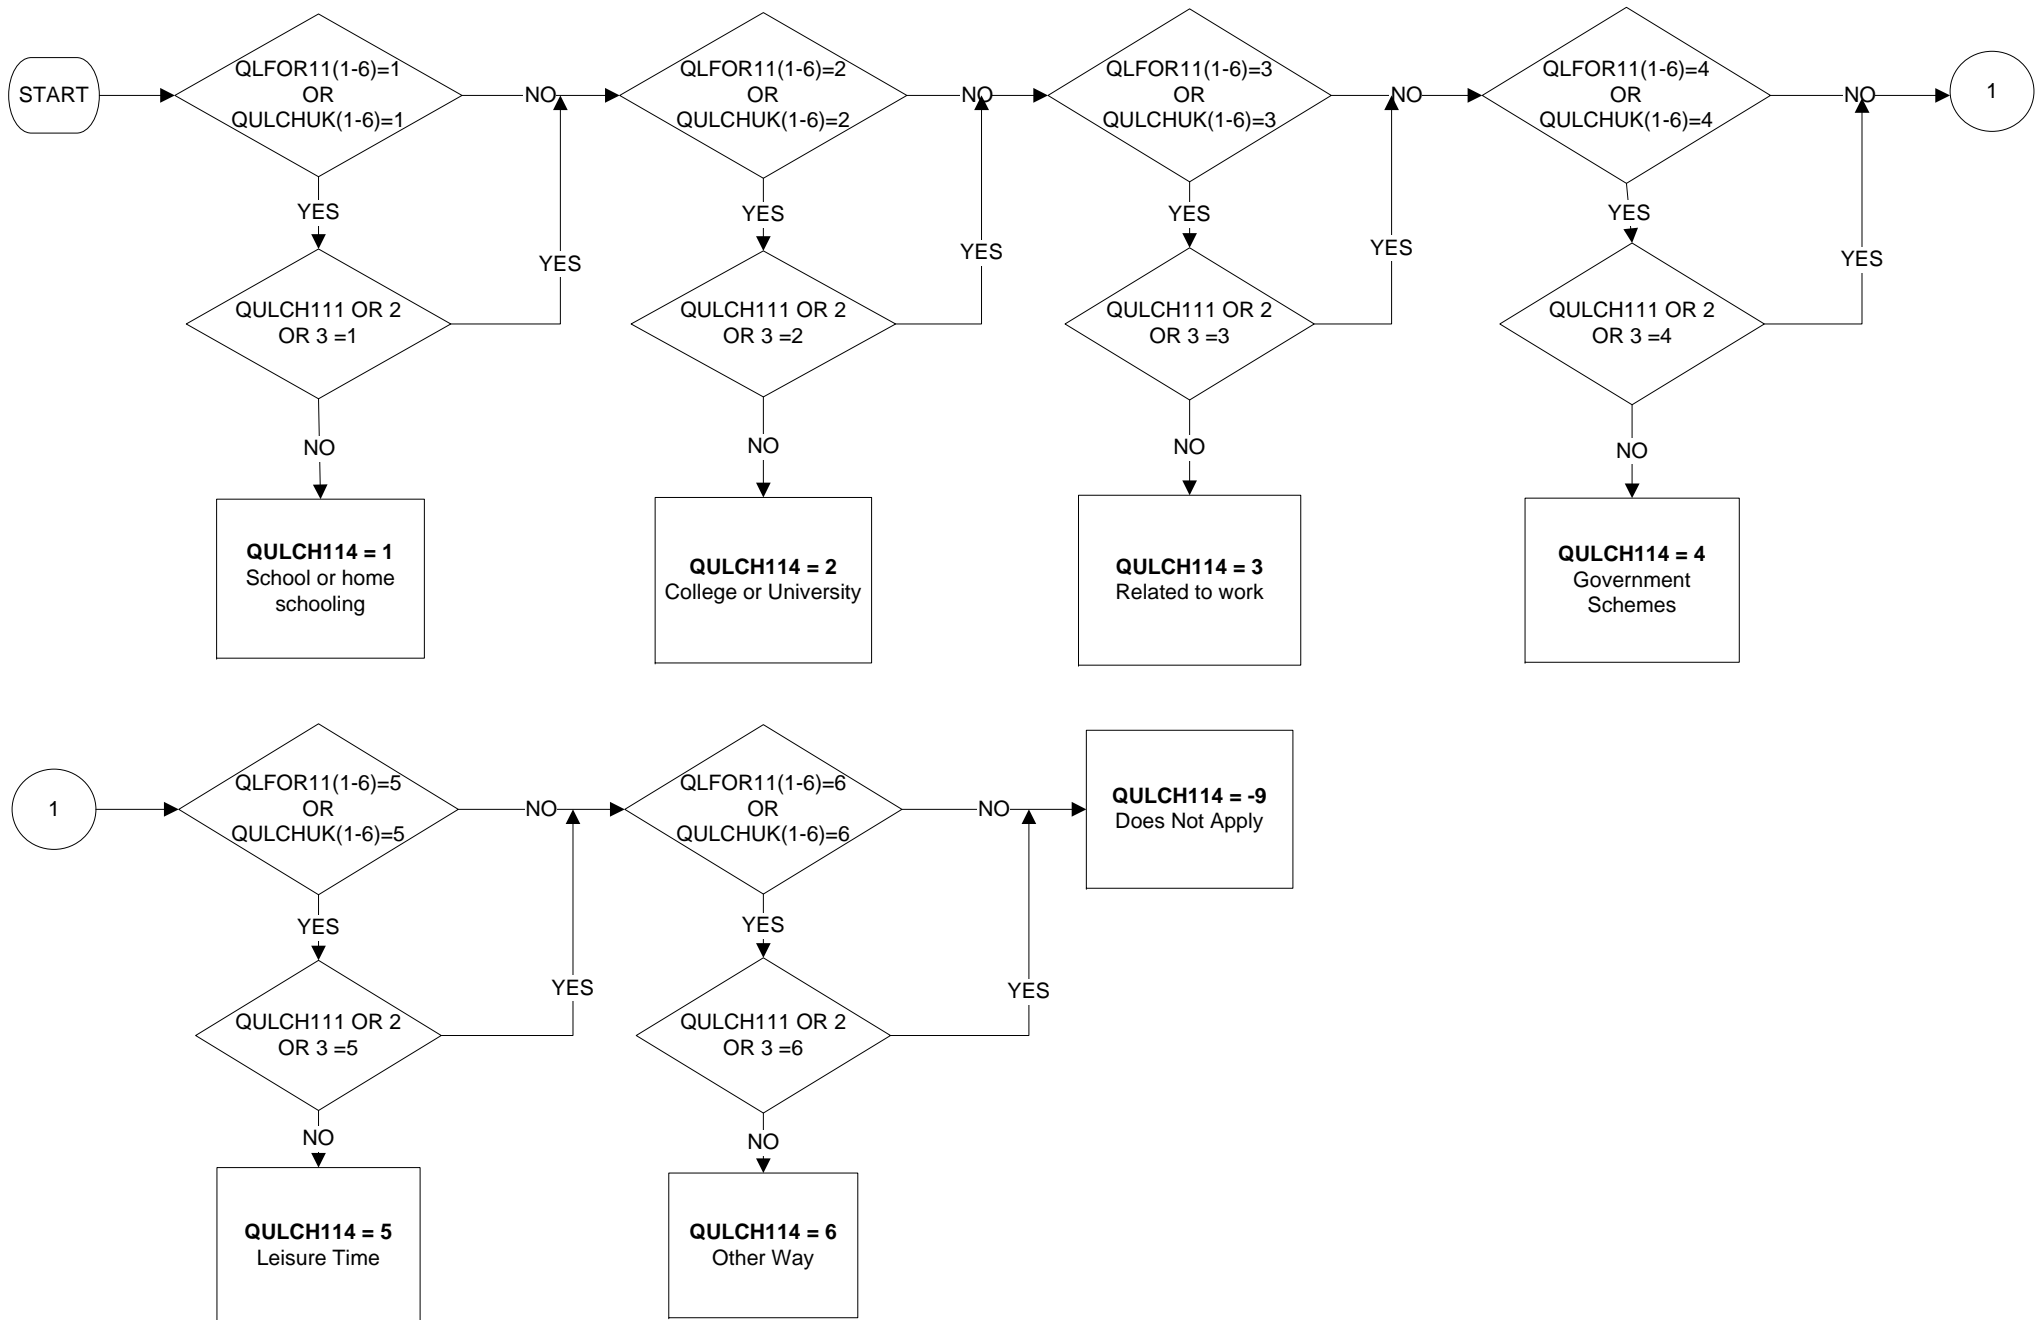 START
QLFOR11(1-6)=1
OR
QULCHUK(1-6)=1
NO
QLFOR11(1-6)=2
OR
QULCHUK(1-6)=2
NO
QLFOR11(1-6)=3
OR
QULCHUK(1-6)=3
NO
QLFOR11(1-6)=4
OR
QULCHUK(1-6)=4
NO
1
YES
YES
YES
YES
YES
YES
YES
YES
QULCH111 OR 2
OR 3 =1
QULCH111 OR 2
OR 3 =2
QULCH111 OR 2
OR 3 =3
QULCH111 OR 2
OR 3 =4
NO
NO
NO
NO
QULCH114 = 1
School or home
schooling
QULCH114 = 2
College or University
QULCH114 = 3
Related to work
QULCH114 = 4
Government
Schemes
1
QLFOR11(1-6)=5
OR
QULCHUK(1-6)=5
NO
QLFOR11(1-6)=6
OR
QULCHUK(1-6)=6
NO
QULCH114 = -9
Does Not Apply
YES
YES
YES
YES
QULCH111 OR 2
OR 3 =5
QULCH111 OR 2
OR 3 =6
NO
NO
QULCH114 = 5
Leisure Time
QULCH114 = 6
Other Way